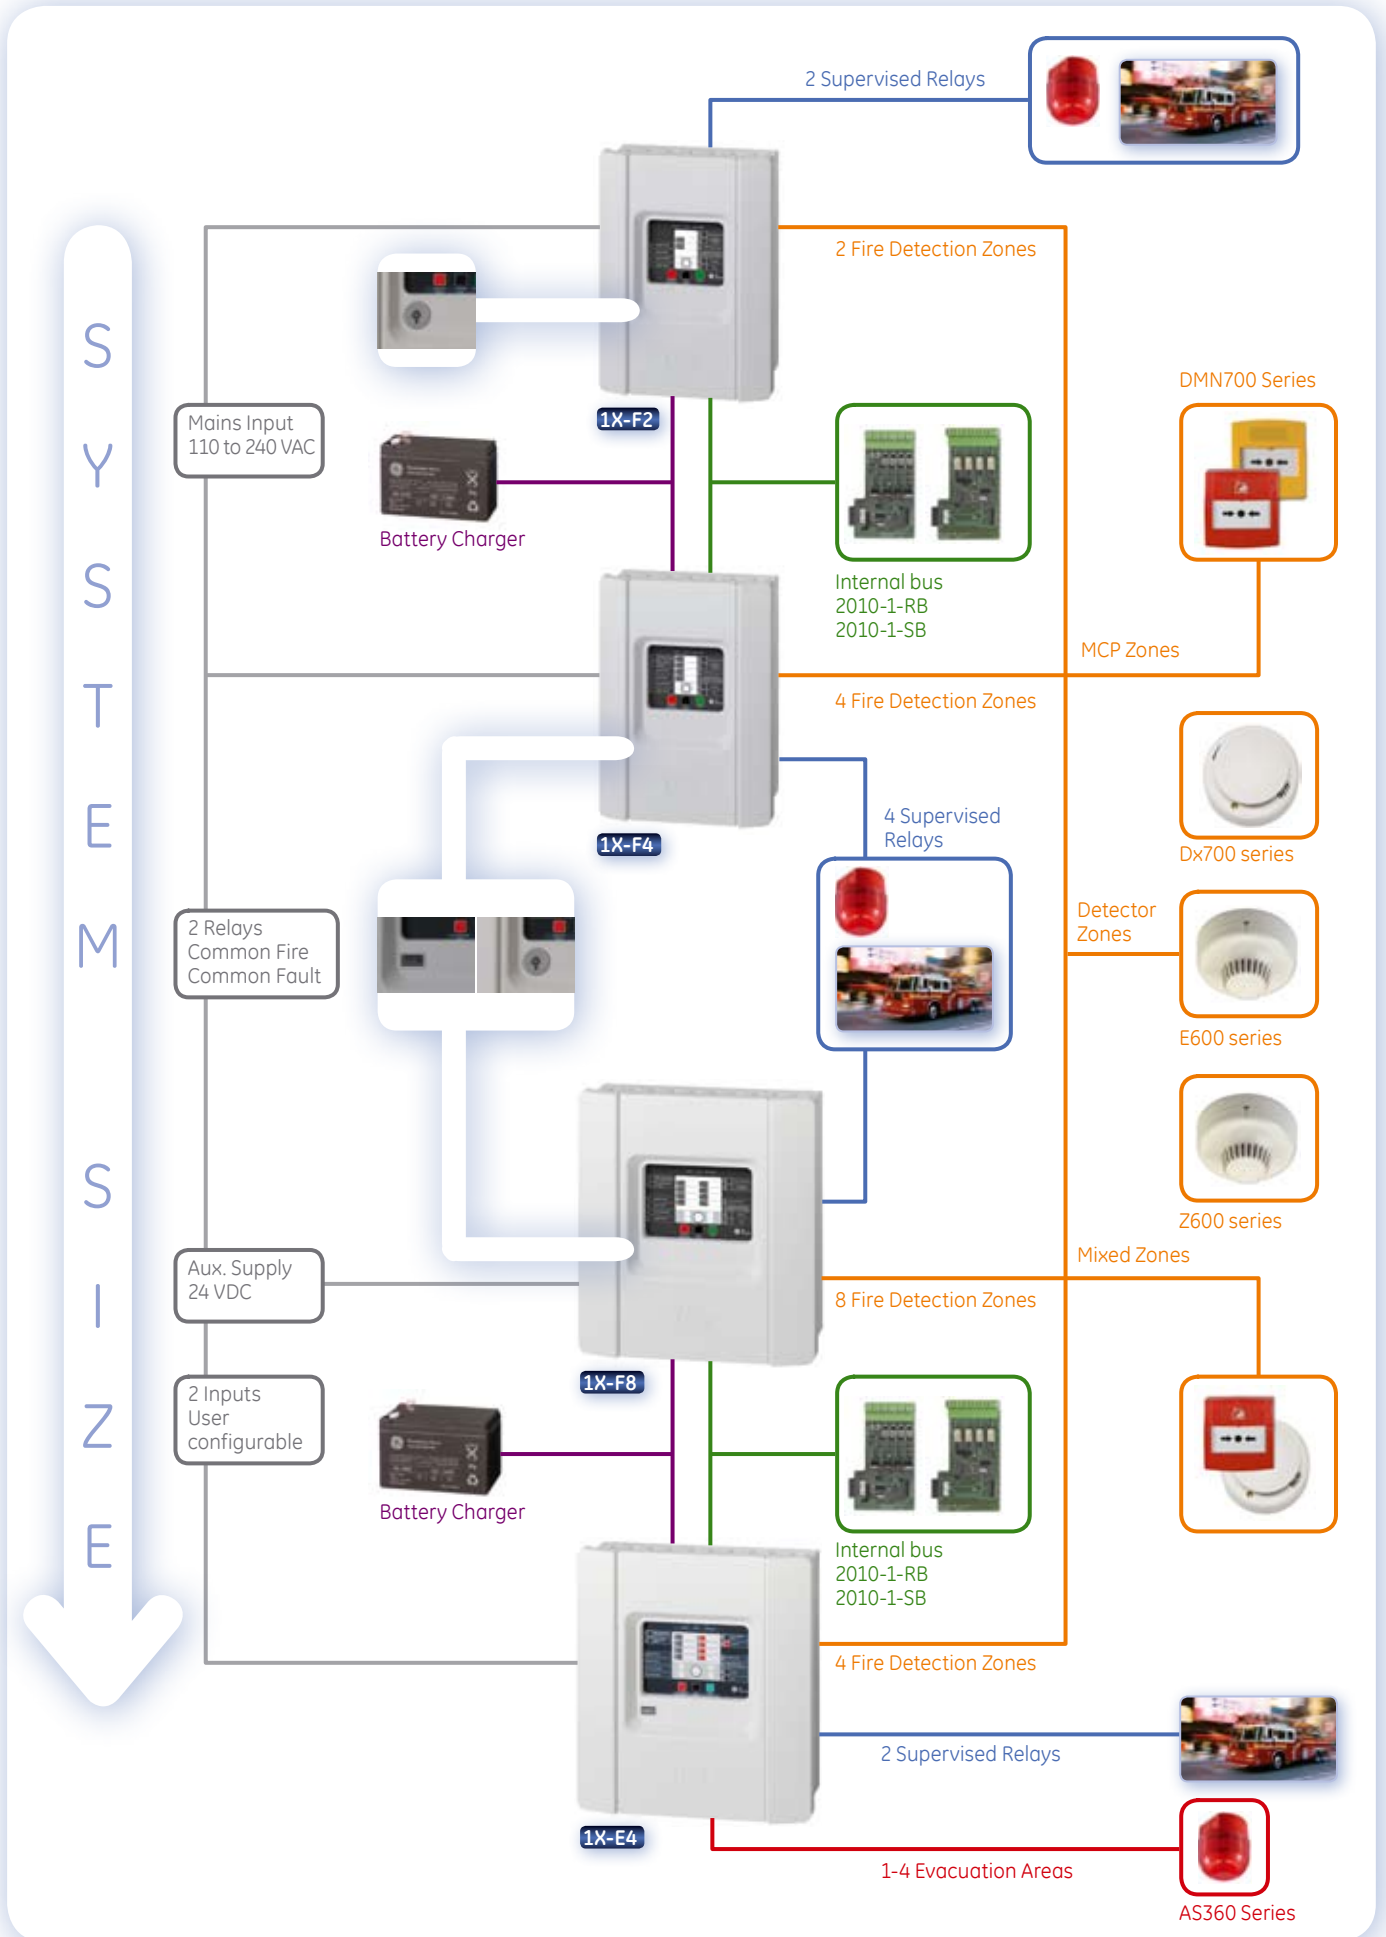 2 Supervised Relays
2 Fire Detection Zones
SYSTEM SIZE
DMN700 Series
Mains Input
110 to 240 VAC
1X-F2
Battery Charger
Internal bus
2010-1-RB
2010-1-SB
MCP Zones
4 Fire Detection Zones
4 Supervised
Relays
1X-F4
Dx700 series
2 Relays
Common Fire
Common Fault
Detector
Zones
E600 series
Z600 series
Mixed Zones
Aux. Supply
24 VDC
8 Fire Detection Zones
1X-F8
2 Inputs
User
configurable
Battery Charger
Internal bus
2010-1-RB
2010-1-SB
4 Fire Detection Zones
2 Supervised Relays
1X-E4
1-4 Evacuation Areas
AS360 Series